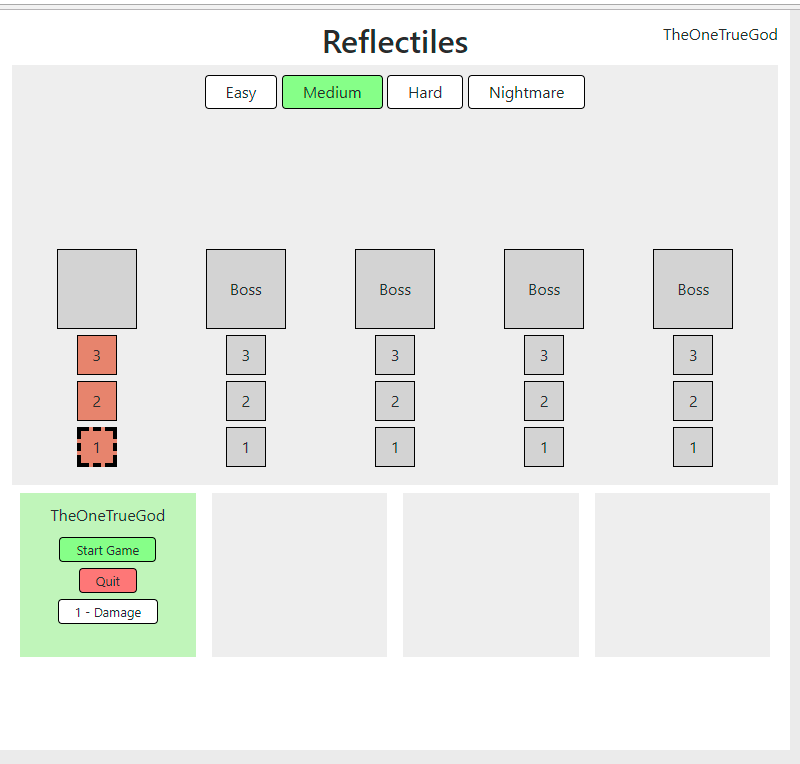 Reflectiles
TheOneTrueGod
Easy Medium Hard Nightmare
Boss Boss Boss Boss
3 3 3 3 3
2 2 2 2 2
1 1 1 1 1
TheOneTrueGod
Start Game
Quit
1 - Damage